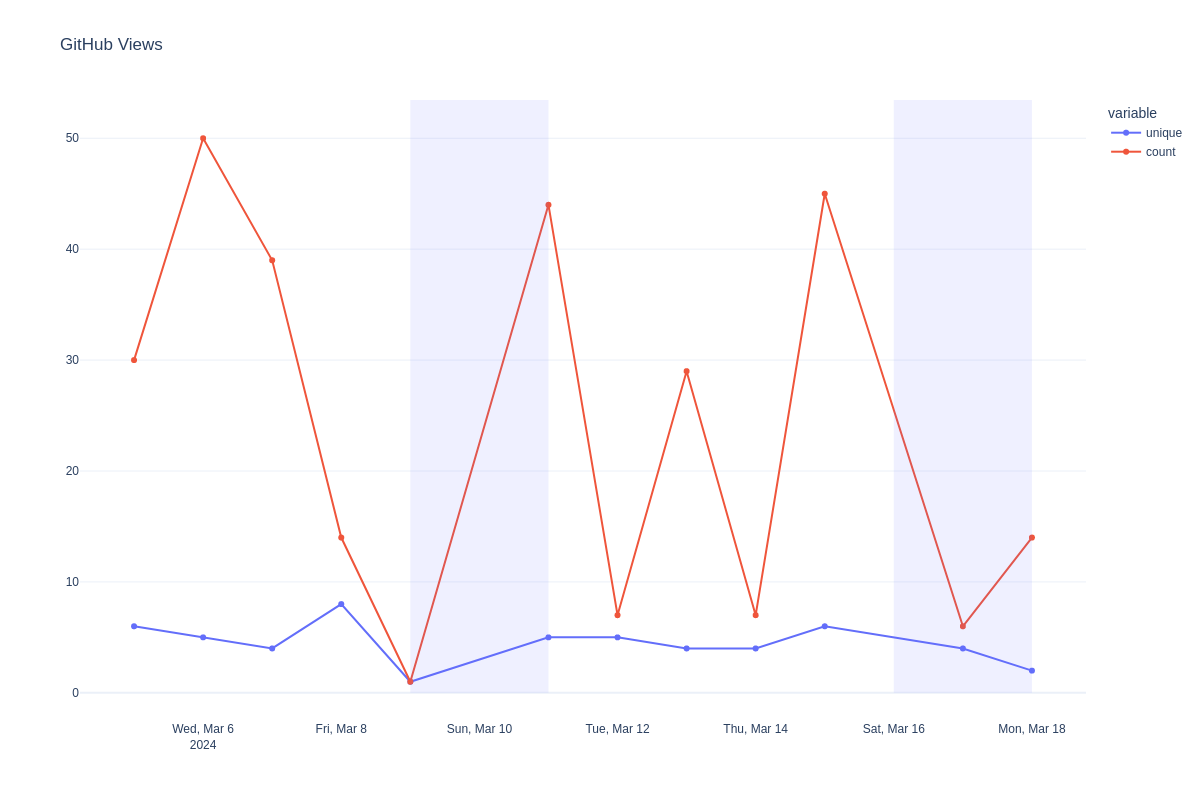 GitHub Views
variable
unique
count
50
40
30
20
10
0
Wed, Mar 6
2024
Fri, Mar 8
Sun, Mar 10
Tue, Mar 12
Thu, Mar 14
Sat, Mar 16
Mon, Mar 18